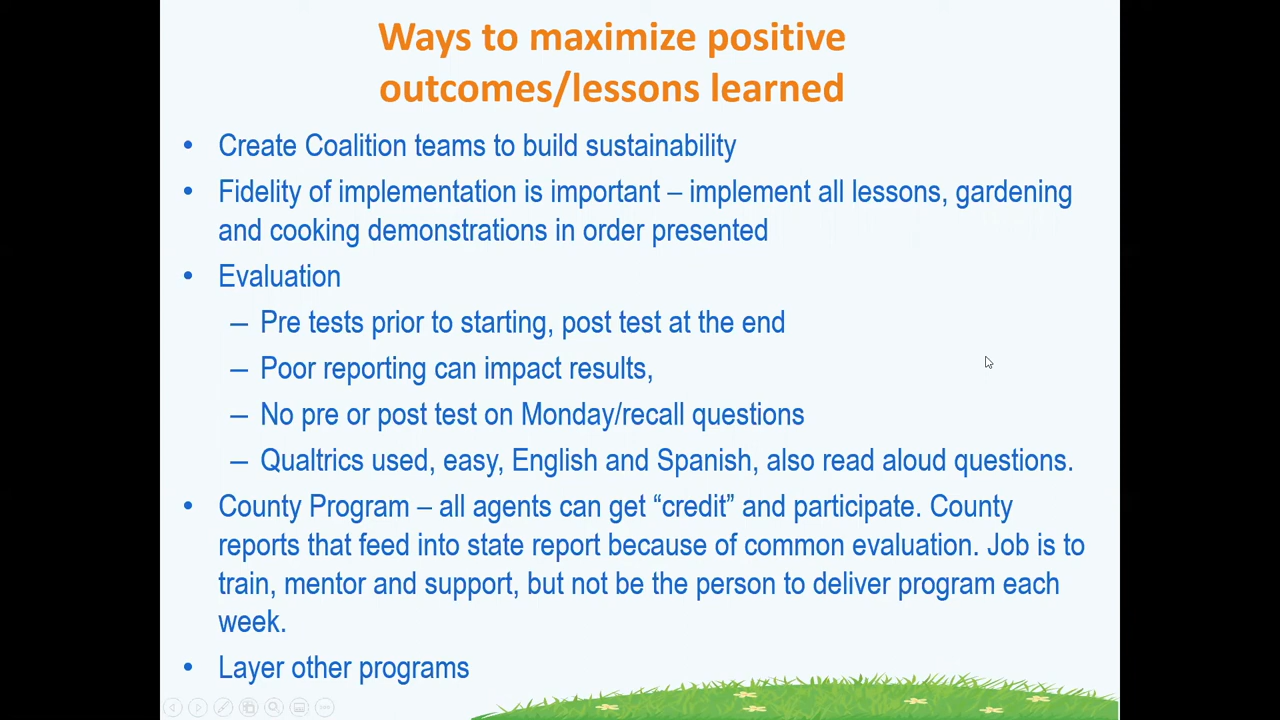 Ways to maximize positive
outcomes/lessons learned
• Create Coalition teams to build sustainability
• Fidelity of implementation is important – implement all lessons, gardening
and cooking demonstrations in order presented
• Evaluation
– Pre tests prior to starting, post test at the end
– Poor reporting can impact results,
– No pre or post test on Monday/recall questions
– Qualtrics used, easy, English and Spanish, also read aloud questions.
• County Program – all agents can get “credit” and participate. County
reports that feed into state report because of common evaluation. Job is to
train, mentor and support, but not be the person to deliver program each
week.
• Layer other programs